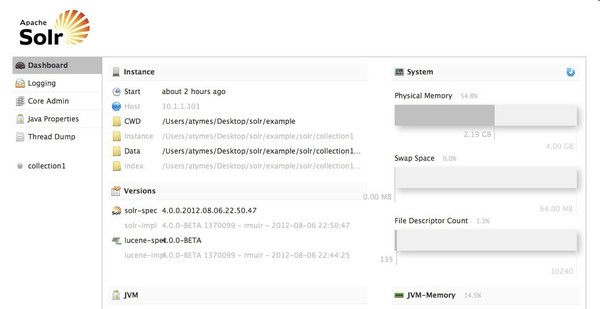 Apache
Solr
Dashboard
Logging
Core Admin
Java Properties
Thread Dump
collection1
Instance
Start about 2 hours ago
Host 10.1.1.101
CWD /Users/atymes/Desktop/solr/example
Instance /Users/atymes/Desktop/solr/example/solr/collection1
Data /Users/atymes/Desktop/solr/example/solr/collection1...
Index /Users/atymes/Desktop/solr/example/solr/collection1...
Versions
solr-spec 4.0.0.2012.08.06.22.50.47
solr-impl 4.0.0-BETA 1370099 - rmuir - 2012-08-06 22:50:47
lucene-spec 4.0.0-BETA
lucene-impl 4.0.0-BETA 1370099 - rmuir - 2012-08-06 22:44:25
JVM
System
Physical Memory 54.8%
2.19 GB
4.00 GB
Swap Space 0.0%
0.00 MB
64.00 MB
File Descriptor Count 1.3%
135
10240
JVM-Memory 14.5%